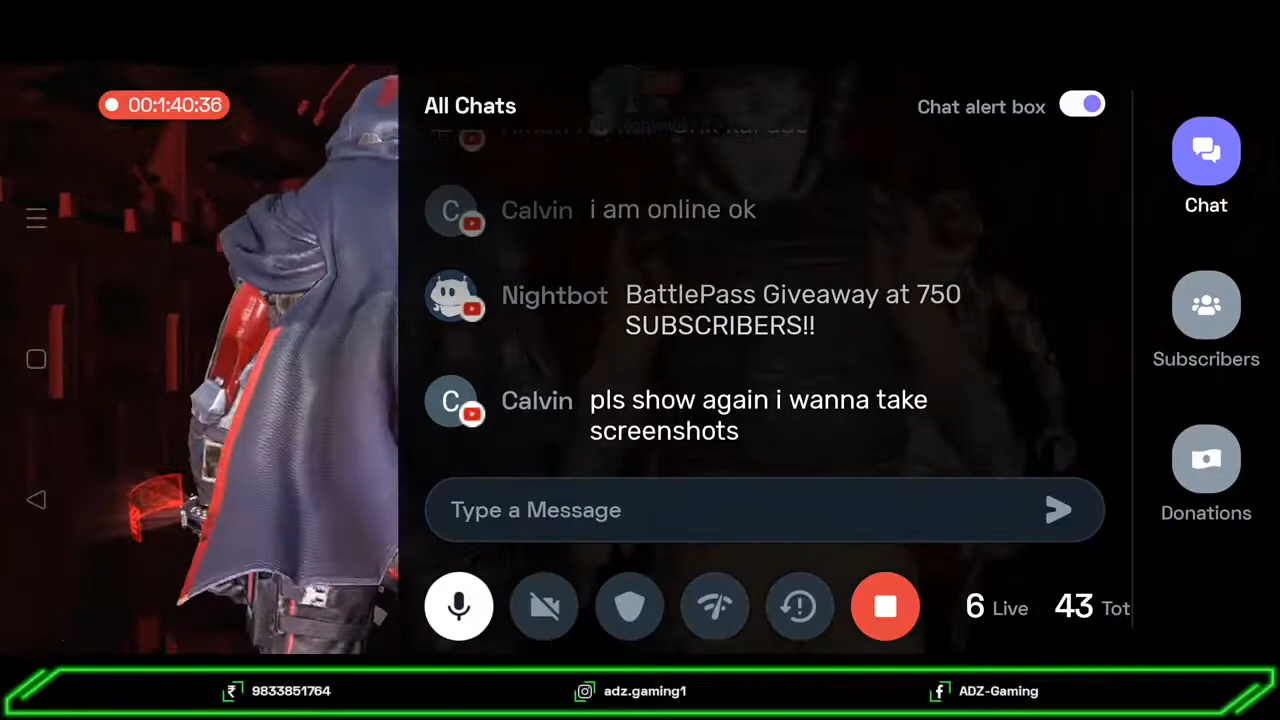 00:1:40:36
All Chats
Chat alert box
Calvin i am online ok
Nightbot BattlePass Giveaway at 750
SUBSCRIBERS!!
Calvin pls show again i wanna take
screenshots
Type a Message
6 Live 43 Tot
Chat
Subscribers
Donations
₹ 9833851764
adz.gaming1
ADZ-Gaming